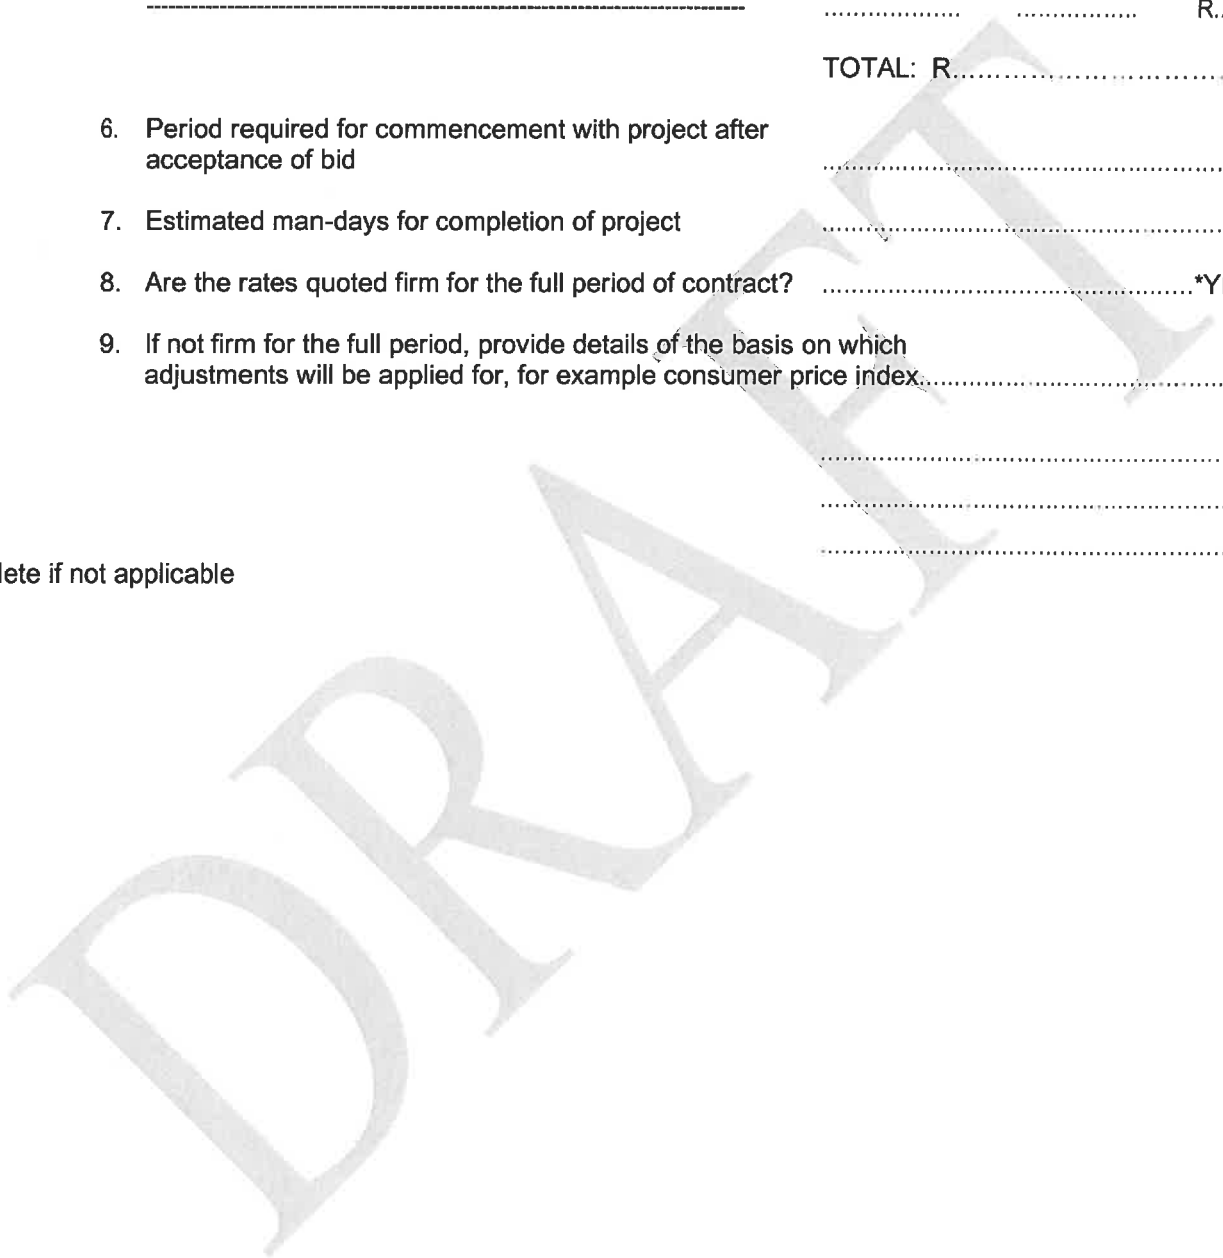 ---------------------------------------------------------------------------------- .................... .................. R..
TOTAL: R........................................
6. Period required for commencement with project after
acceptance of bid ............................................................
7. Estimated man-days for completion of project ............................................................
8. Are the rates quoted firm for the full period of contract? .......................................................*Y
9. If not firm for the full period, provide details of the basis on which
adjustments will be applied for, for example consumer price index.............................................
............................................................
............................................................
............................................................
lete if not applicable
DRAFT